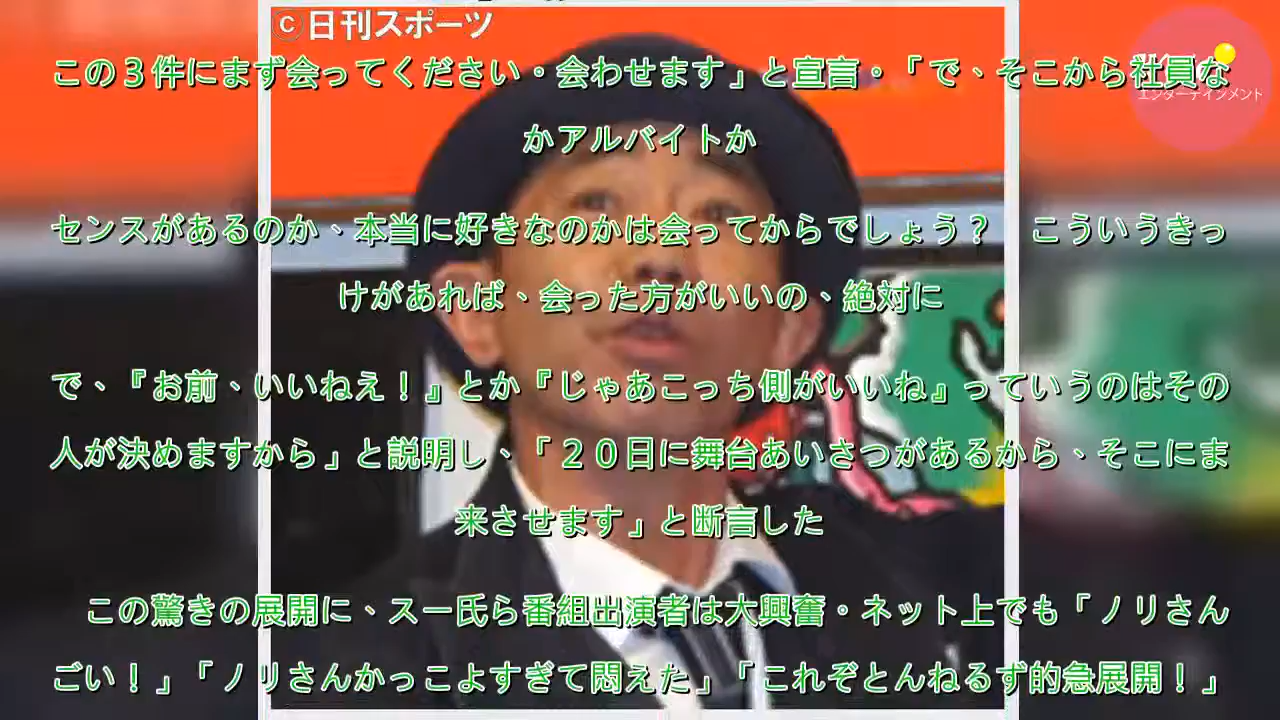 ©日刊スポーツ
この３件にまず会ってください・会わせます」と宣言・「で、そこから社員な
かアルバイトか
エンターテインメント
センスがあるのか、本当に好きなのかは会ってからでしょう？　こういうきっ
けがあれば、会った方がいいの、絶対に
で、『お前、いいねえ！』とか『じゃあこっち側がいいね』っていうのはその
人が決めますから」と説明し、「２０日に舞台あいさつがあるから、そこにま
来させます」と断言した
この驚きの展開に、スー氏ら番組出演者は大興奮・ネット上でも「ノリさん
ごい！」「ノリさんかっこよすぎて悶えた」「これぞとんねるず的急展開！」